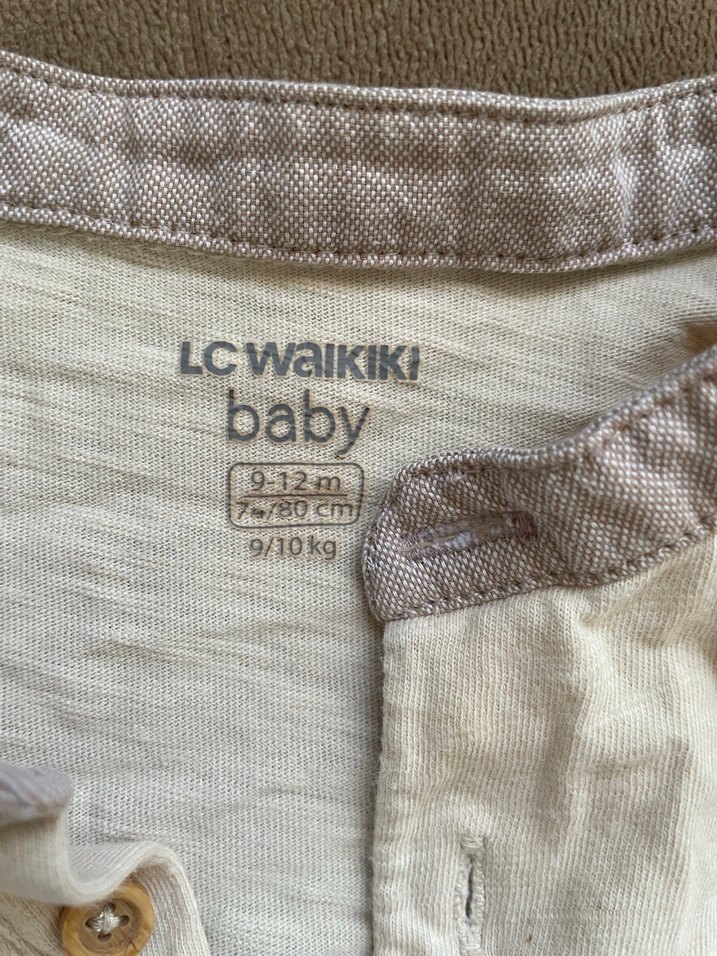 LC WAIKIKI
baby
9-12 m
74/80 cm
9/10 kg